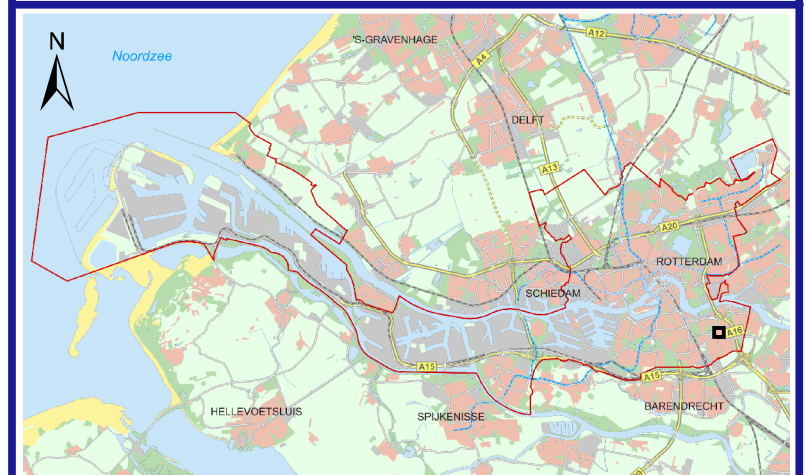 N
Noordzee
'S-GRAVENHAGE
A12
A4
DELFT
A13
A20
ROTTERDAM
SCHIEDAM
A16
A15
A15
HELLEVOETSLUIS
SPIJKENISSE
BARENDRECHT